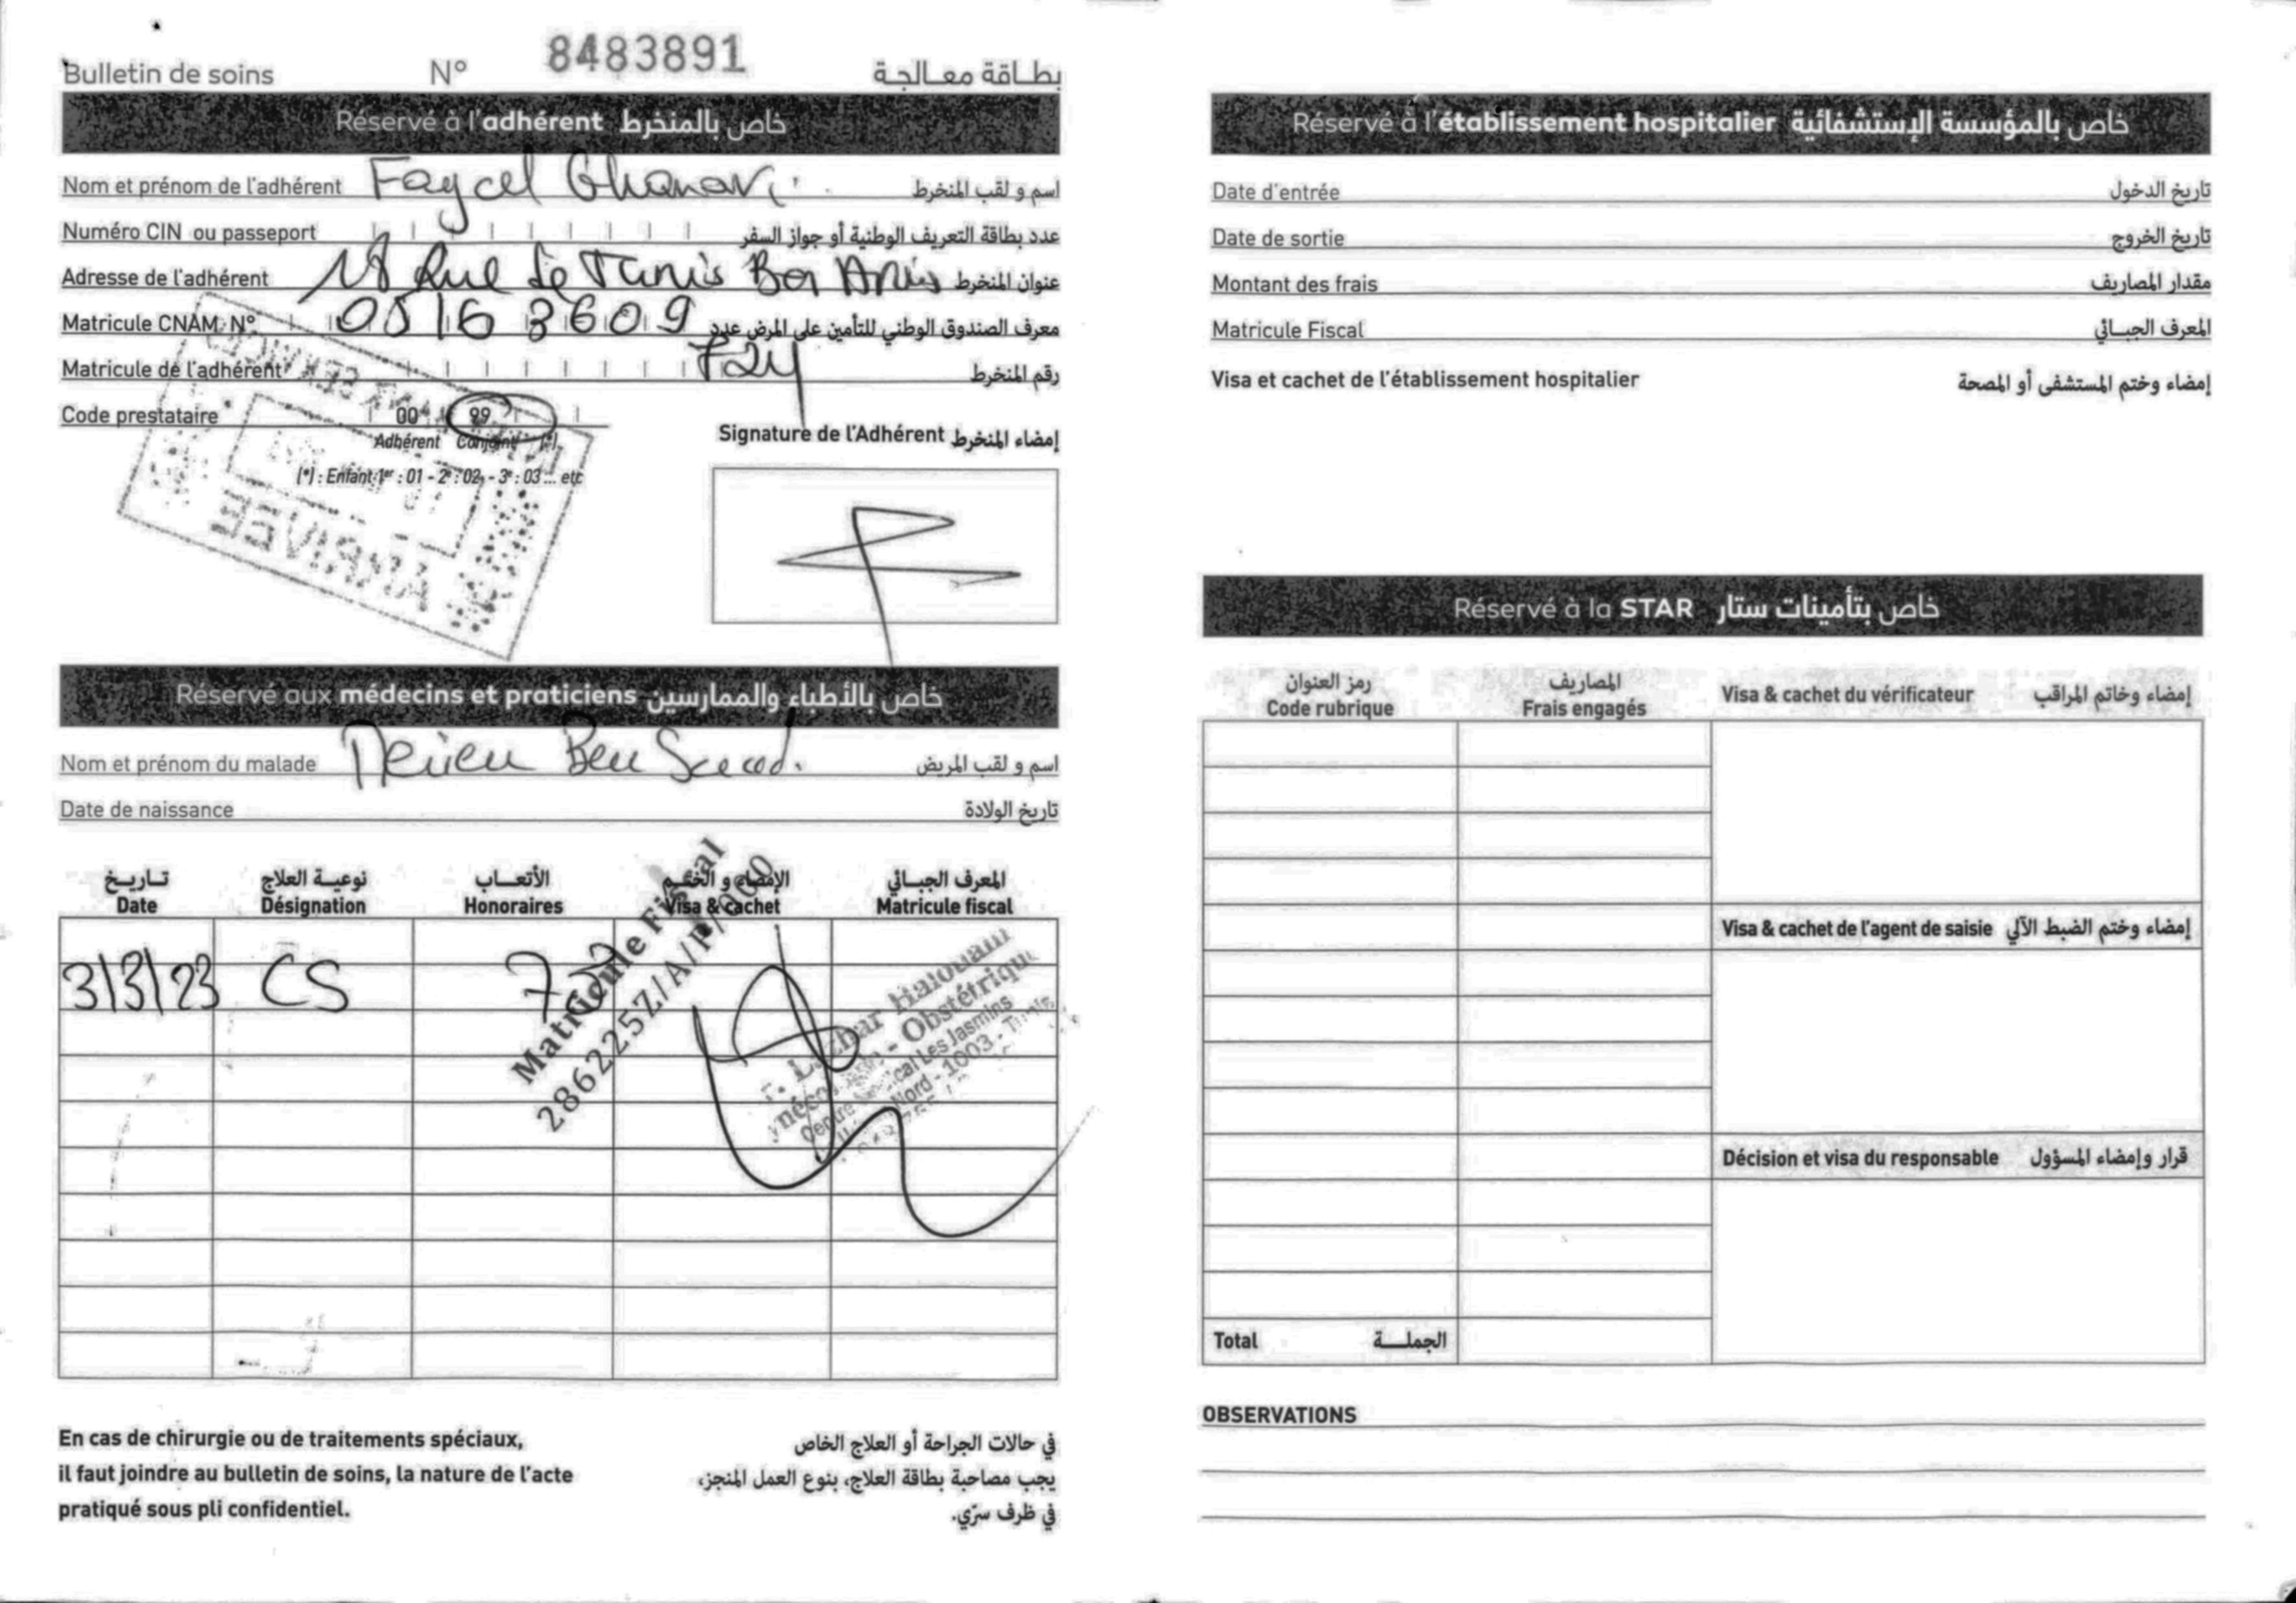 Bulletin de soins N° 8483891 بطاقة معالجة
Réservé à l'adhérent خاص بالمنخرط
Nom et prénom de l'adhérent Fayçel Ghanavi اسم و لقب المنخرط
Numéro CIN ou passeport عدد بطاقة التعريف الوطنية أو جواز السفر
Adresse de l'adhérent 18 Rue de Tunis Ben Arous عنوان المنخرط
Matricule CNAM N° 05163609 معرف الصندوق الوطني للتأمين على المرض عدد
Matricule de l'adhérent 724 رقم المنخرط
Code prestataire 00 99
Adhérent Conjoint (*)
(*) : Enfant 1er : 01 - 2e : 02 - 3e : 03 ... etc
Signature de l'Adhérent إمضاء المنخرط
ARIANE
Réservé aux médecins et praticiens خاص بالأطباء والممارسين
Nom et prénom du malade Ben اسم و لقب المريض
Date de naissance تاريخ الولادة
تاريخ نوعية العلاج الأتعاب الإمضاء و الختم المعرف الجبائي
Date Désignation Honoraires Visa & cachet Matricule fiscal
3/3/23 CS
Matricule Fiscal
286225Z/A/P/000
Halouani
- Obstétrique
Les Jasmins
Nord - 1003 - Tunis
En cas de chirurgie ou de traitements spéciaux,
il faut joindre au bulletin de soins, la nature de l'acte
pratiqué sous pli confidentiel.
في حالات الجراحة أو العلاج الخاص
يجب مصاحبة بطاقة العلاج، بنوع العمل المنجز،
في ظرف سرّي.
Réservé à l'établissement hospitalier خاص بالمؤسسة الإستشفائية
Date d'entrée تاريخ الدخول
Date de sortie تاريخ الخروج
Montant des frais مقدار المصاريف
Matricule Fiscal المعرف الجبائي
Visa et cachet de l'établissement hospitalier إمضاء وختم المستشفى أو المصحة
Réservé à la STAR خاص بتأمينات ستار
رمز العنوان المصاريف
Code rubrique Frais engagés Visa & cachet du vérificateur إمضاء وخاتم المراقب
Visa & cachet de l'agent de saisie إمضاء وختم الضبط الآلي
Décision et visa du responsable قرار وإمضاء المسؤول
Total الجملة
OBSERVATIONS